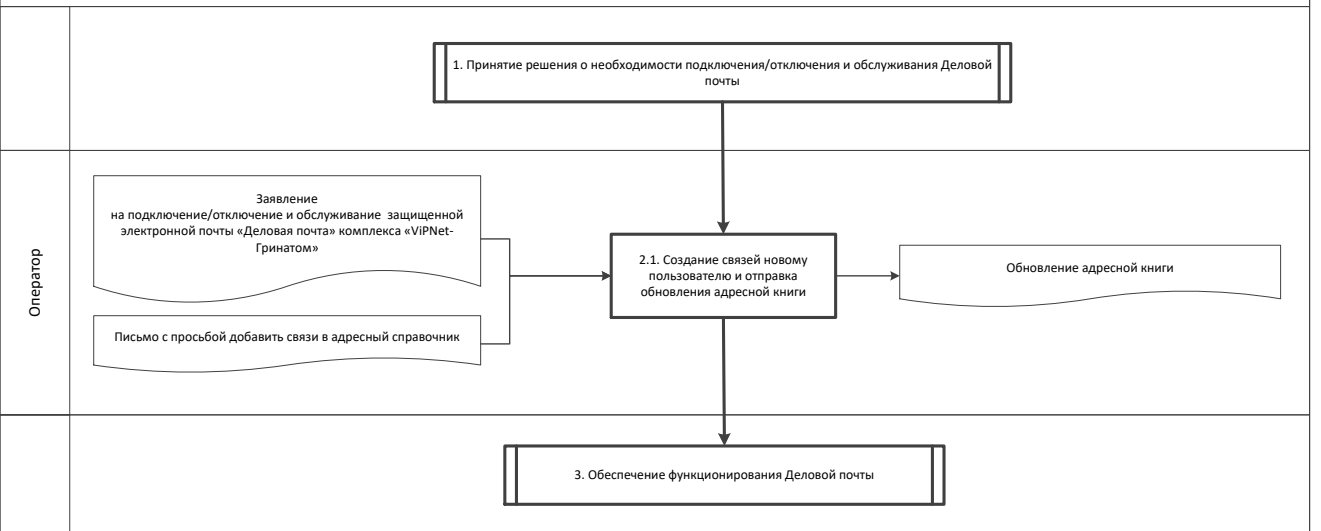 1. Принятие решения о необходимости подключения/отключения и обслуживания Деловой
почты
Оператор
Заявление
на подключение/отключение и обслуживание защищенной
электронной почты «Деловая почта» комплекса «ViPNet-
Гринатом»
Письмо с просьбой добавить связи в адресный справочник
2.1. Создание связей новому
пользователю и отправка
обновления адресной книги
Обновление адресной книги
3. Обеспечение функционирования Деловой почты